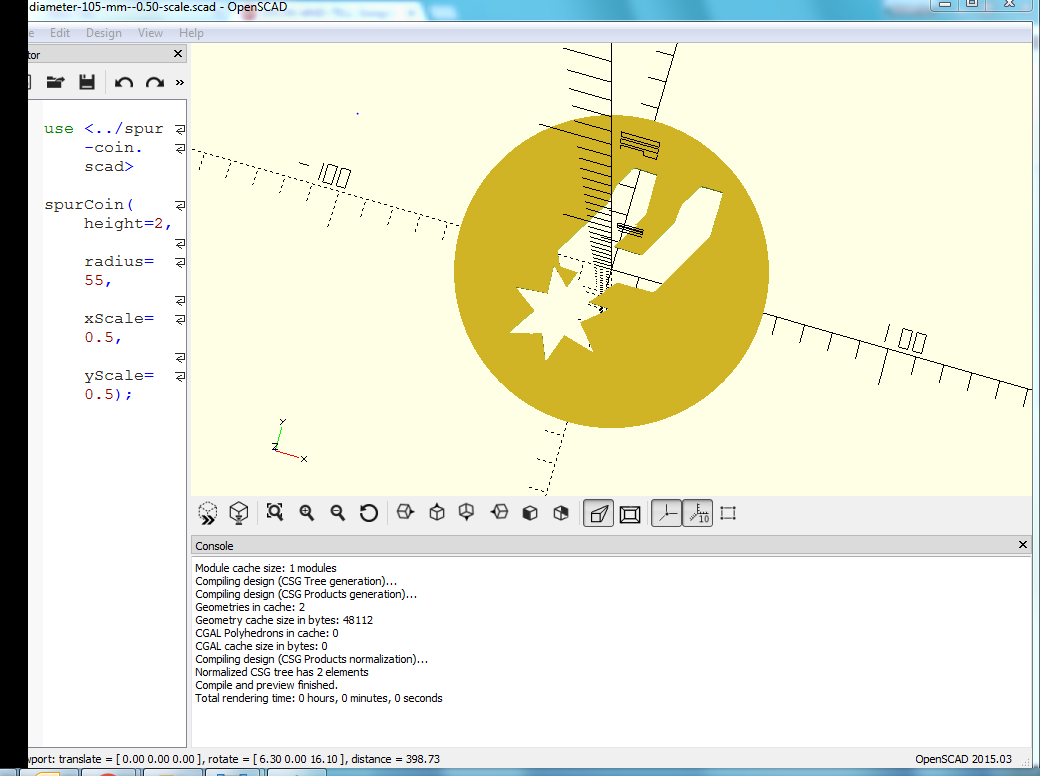 diameter-105-mm--0.50-scale.scad - OpenSCAD
e Edit Design View Help
tor
use <../spur
-coin.
scad>
spurCoin(
height=2,
radius=
55,
xScale=
0.5,
yScale=
0.5);
100
100
y
z
x
10
Console
Module cache size: 1 modules
Compiling design (CSG Tree generation)...
Compiling design (CSG Products generation)...
Geometries in cache: 2
Geometry cache size in bytes: 48112
CGAL Polyhedrons in cache: 0
CGAL cache size in bytes: 0
Compiling design (CSG Products normalization)...
Normalized CSG tree has 2 elements
Compile and preview finished.
Total rendering time: 0 hours, 0 minutes, 0 seconds
wport: translate = [ 0.00 0.00 0.00 ], rotate = [ 6.30 0.00 16.10 ], distance = 398.73
OpenSCAD 2015.03